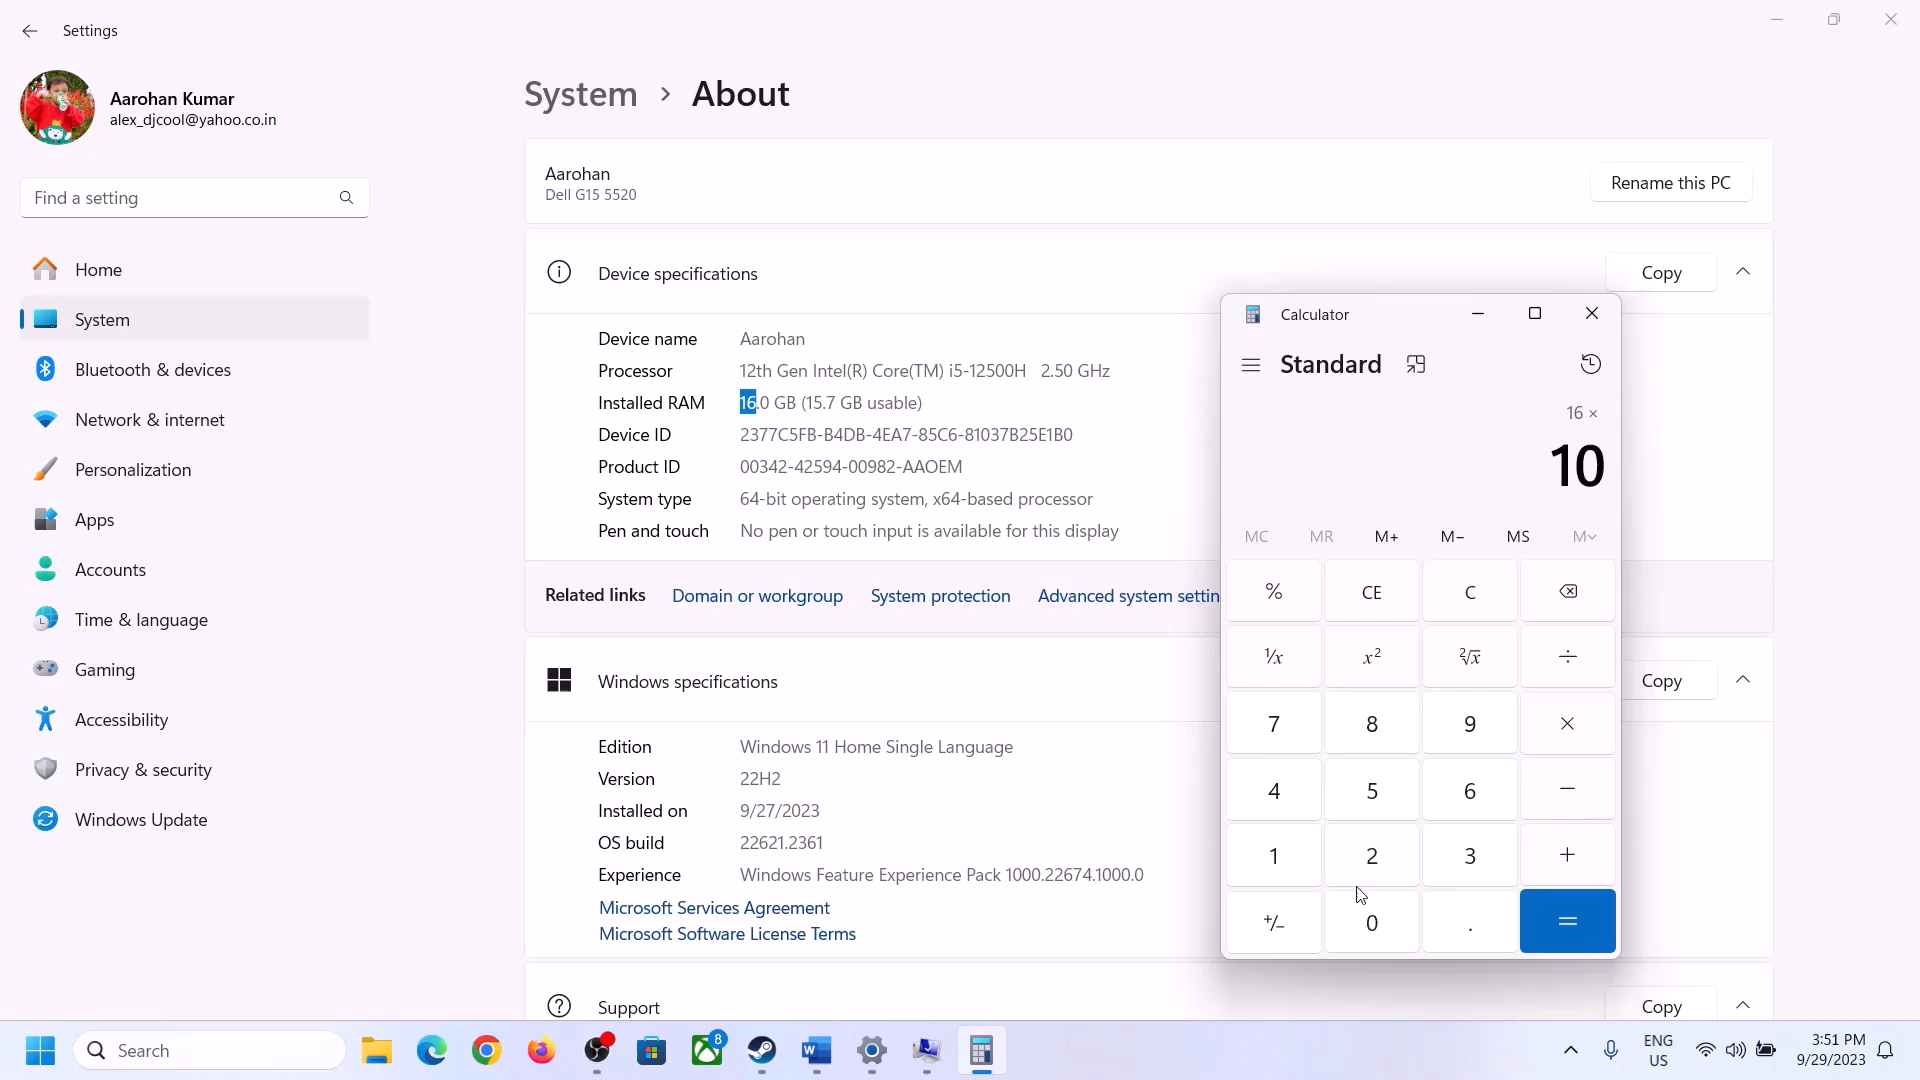 Settings
Aarohan Kumar
alex_djcool@yahoo.co.in
Find a setting
Home
System
Bluetooth & devices
Network & internet
Personalization
Apps
Accounts
Time & language
Gaming
Accessibility
Privacy & security
Windows Update
System > About
Aarohan
Dell G15 5520
Rename this PC
Device specifications
Copy
Device name Aarohan
Processor 12th Gen Intel(R) Core(TM) i5-12500H 2.50 GHz
Installed RAM 16.0 GB (15.7 GB usable)
Device ID 2377C5FB-B4DB-4EA7-85C6-81037B25E1B0
Product ID 00342-42594-00982-AAOEM
System type 64-bit operating system, x64-based processor
Pen and touch No pen or touch input is available for this display
Related links Domain or workgroup System protection Advanced system settin
Windows specifications
Copy
Edition Windows 11 Home Single Language
Version 22H2
Installed on 9/27/2023
OS build 22621.2361
Experience Windows Feature Experience Pack 1000.22674.1000.0
Microsoft Services Agreement
Microsoft Software License Terms
Support
Copy
Calculator
Standard
16 ×
10
MC MR M+ M− MS M
% CE C
¹/x x² ²√x ÷
7 8 9 ×
4 5 6 −
1 2 3 +
+/− 0 . =
Search
8
ENG
US
3:51 PM
9/29/2023